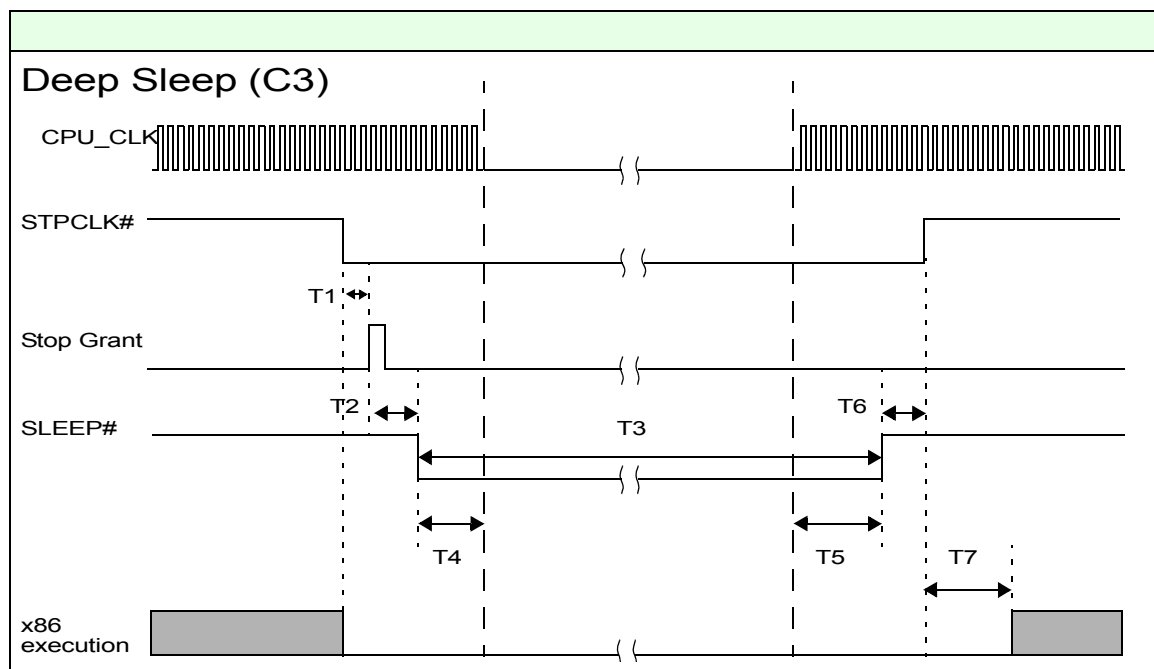 Deep Sleep (C3)
CPU_CLK
STPCLK#
T1
Stop Grant
T2
T6
SLEEP#
T3
T4
T5
T7
x86
execution